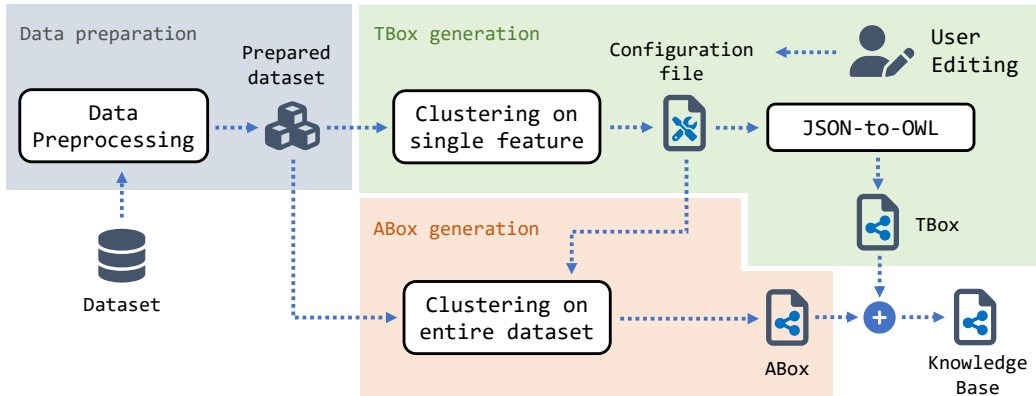 Data preparation
Prepared
dataset
Data
Preprocessing
Dataset
TBox generation
Configuration
file
User
Editing
Clustering on
single feature
JSON-to-OWL
TBox
ABox generation
Clustering on
entire dataset
ABox
Knowledge
Base